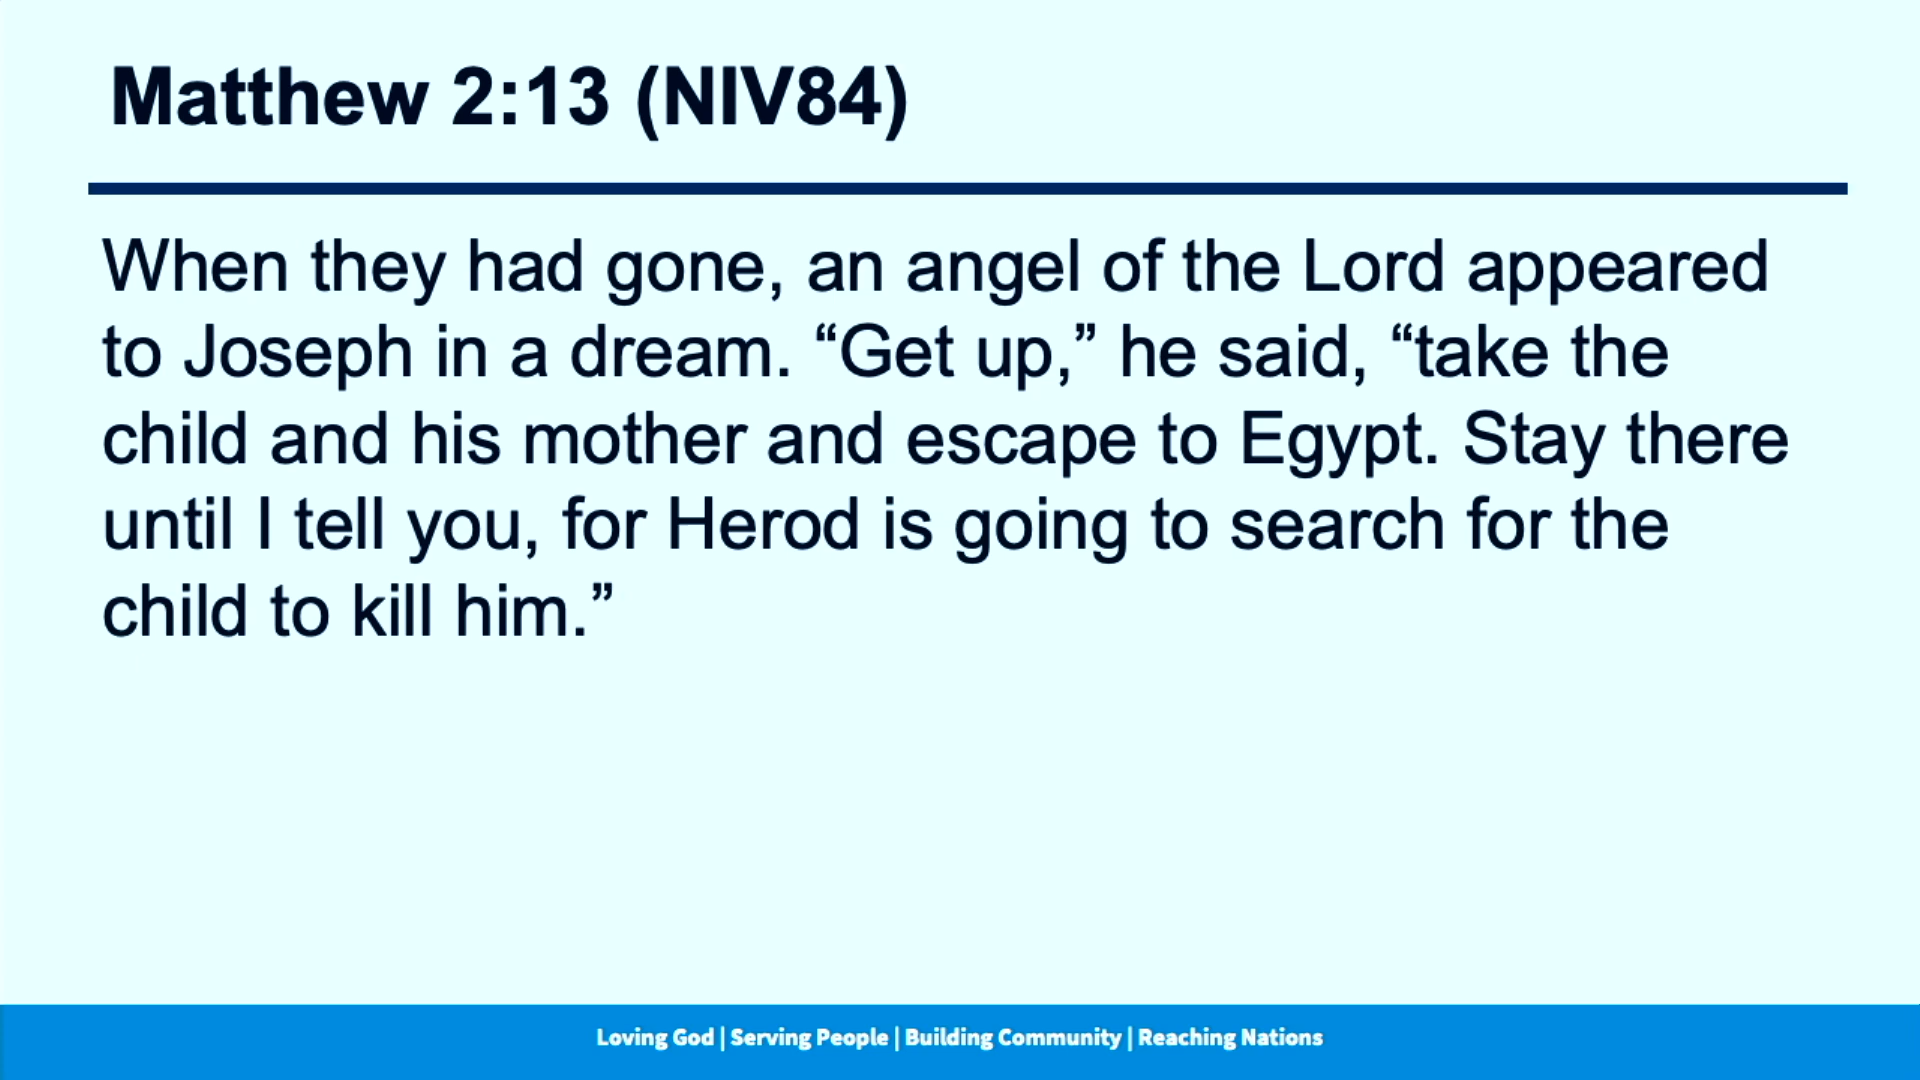 Matthew 2:13 (NIV84)
When they had gone, an angel of the Lord appeared
to Joseph in a dream. “Get up,” he said, “take the
child and his mother and escape to Egypt. Stay there
until I tell you, for Herod is going to search for the
child to kill him.”
Loving God | Serving People | Building Community | Reaching Nations